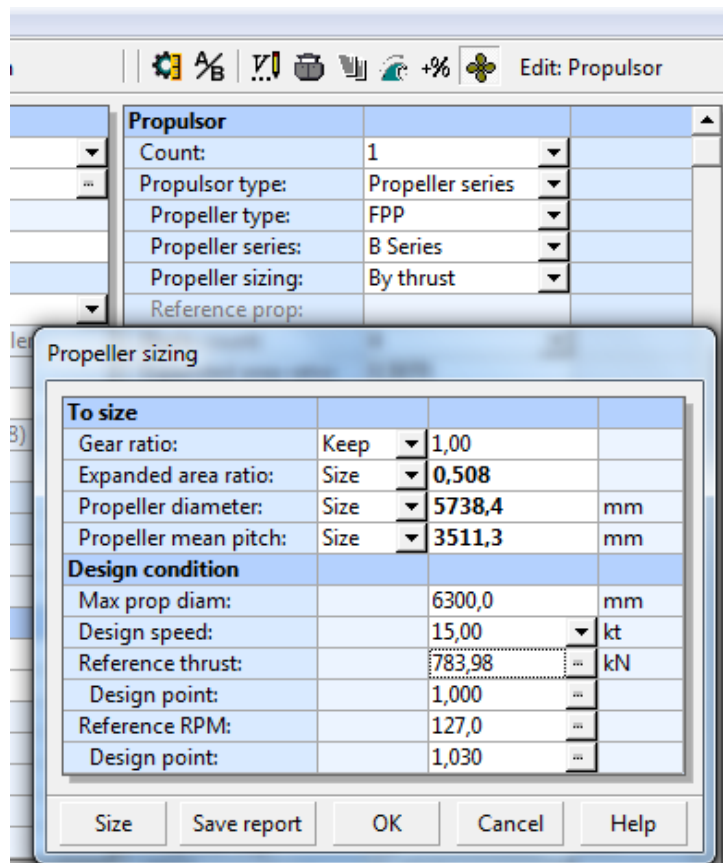 A/B +% Edit: Propulsor
Propulsor
Count: 1
Propulsor type: Propeller series
Propeller type: FPP
Propeller series: B Series
Propeller sizing: By thrust
Reference prop:
Propeller sizing
To size
Gear ratio: Keep 1,00
Expanded area ratio: Size 0,508
Propeller diameter: Size 5738,4 mm
Propeller mean pitch: Size 3511,3 mm
Design condition
Max prop diam: 6300,0 mm
Design speed: 15,00 kt
Reference thrust: 783,98 kN
Design point: 1,000
Reference RPM: 127,0
Design point: 1,030
Size Save report OK Cancel Help